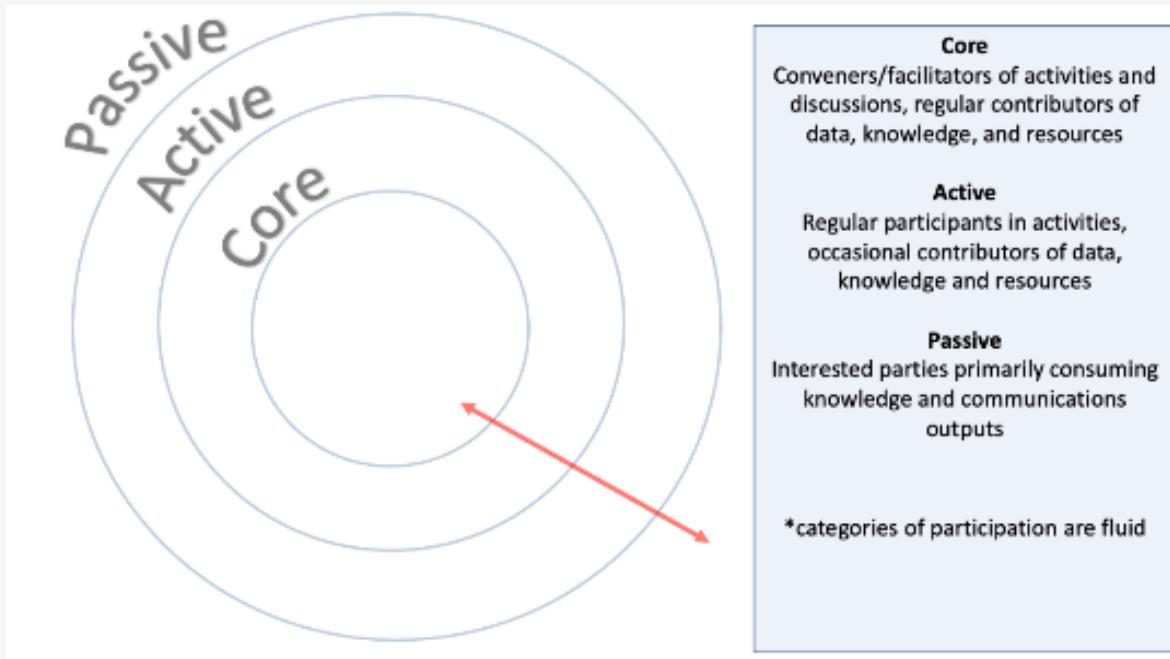 Passive
Active
Core
Core
Conveners/facilitators of activities and
discussions, regular contributors of
data, knowledge, and resources
Active
Regular participants in activities,
occasional contributors of data,
knowledge and resources
Passive
Interested parties primarily consuming
knowledge and communications
outputs
*categories of participation are fluid